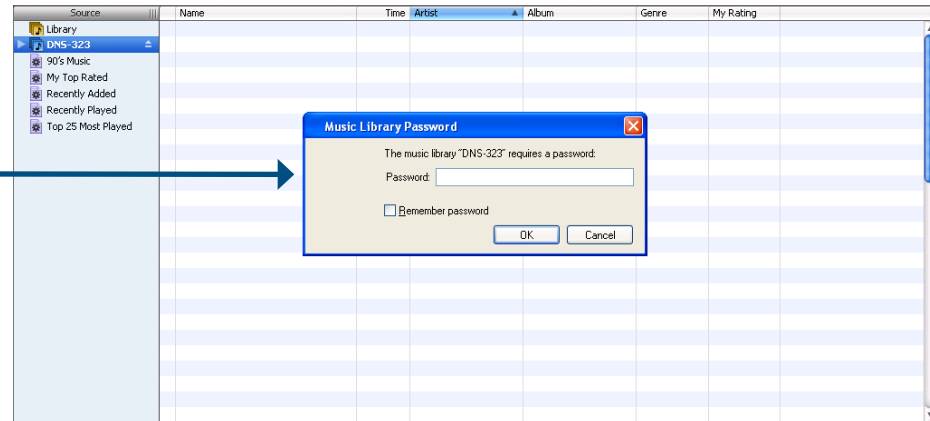 Source Name Time Artist Album Genre My Rating
Library
DNS-323
90's Music
My Top Rated
Recently Added
Recently Played
Top 25 Most Played
Music Library Password
The music library "DNS-323" requires a password:
Password:
Remember password
OK Cancel